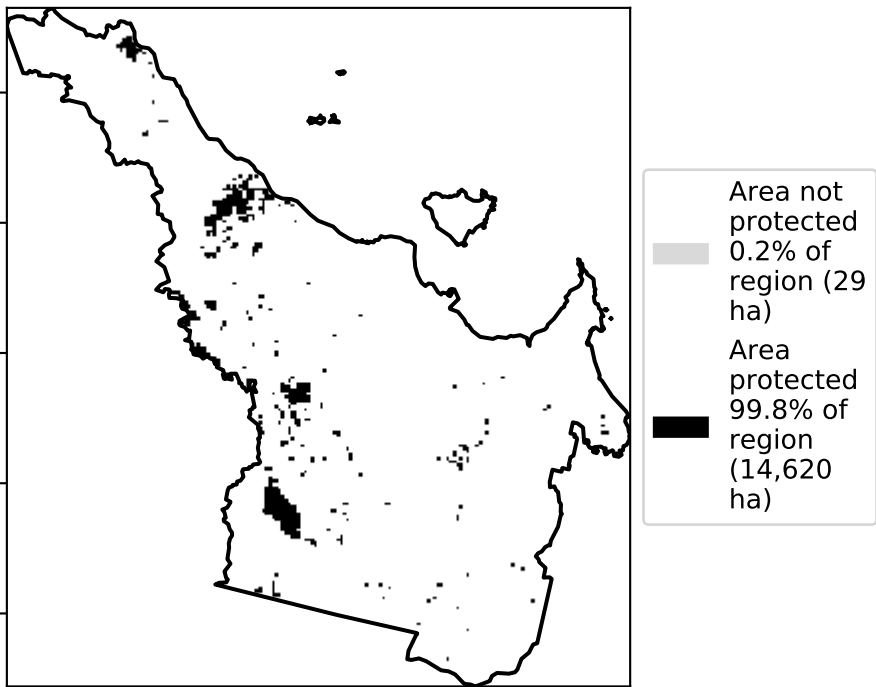 Area not
protected
0.2% of
region (29
ha)
Area
protected
99.8% of
region
(14,620
ha)